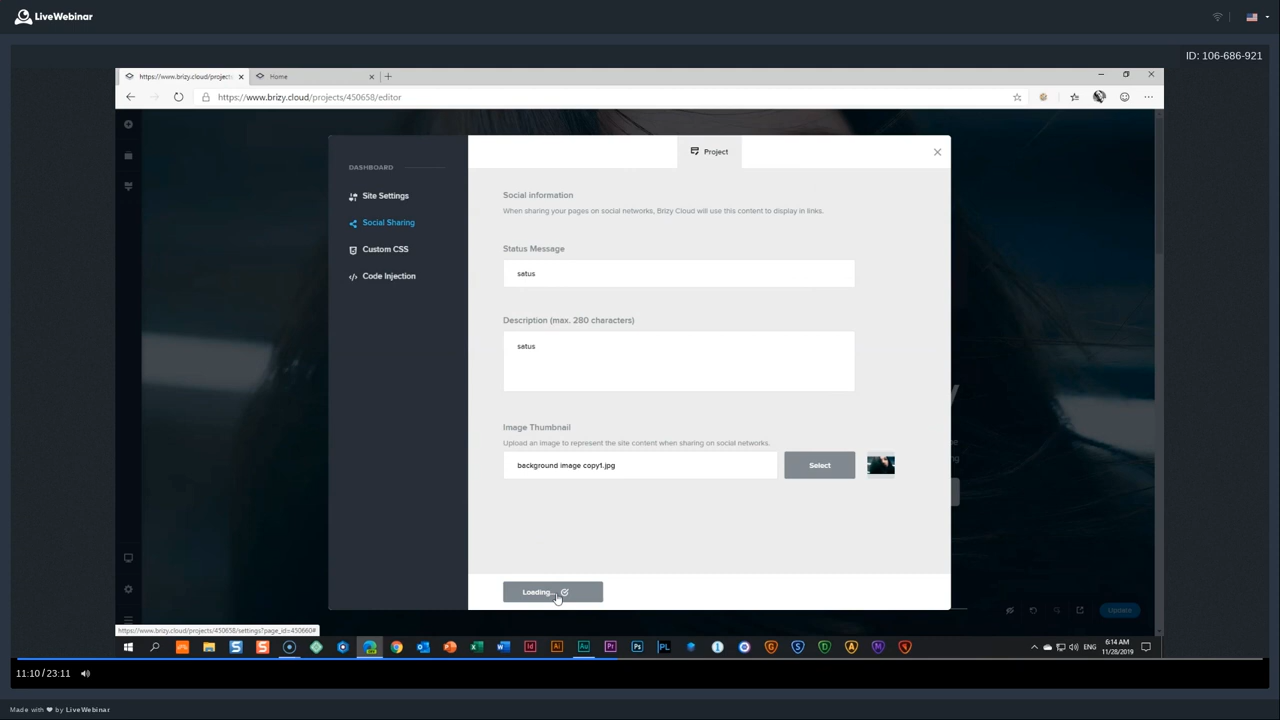 LiveWebinar
ID: 106-686-921
https://www.brizy.cloud/projects
Home
https://www.brizy.cloud/projects/450658/editor
Project
DASHBOARD
Site Settings
Social Sharing
Custom CSS
Code Injection
Social information
When sharing your pages on social networks, Brizy Cloud will use this content to display in links.
Status Message
satus
Description (max. 280 characters)
satus
Image Thumbnail
Upload an image to represent the site content when sharing on social networks.
background image copy1.jpg
Select
Loading...
Update
https://www.brizy.cloud/projects/450658/settings?page_id=450660#
ENG
6:14 AM
11/28/2019
11:10 / 23:11
Made with ❤ by LiveWebinar